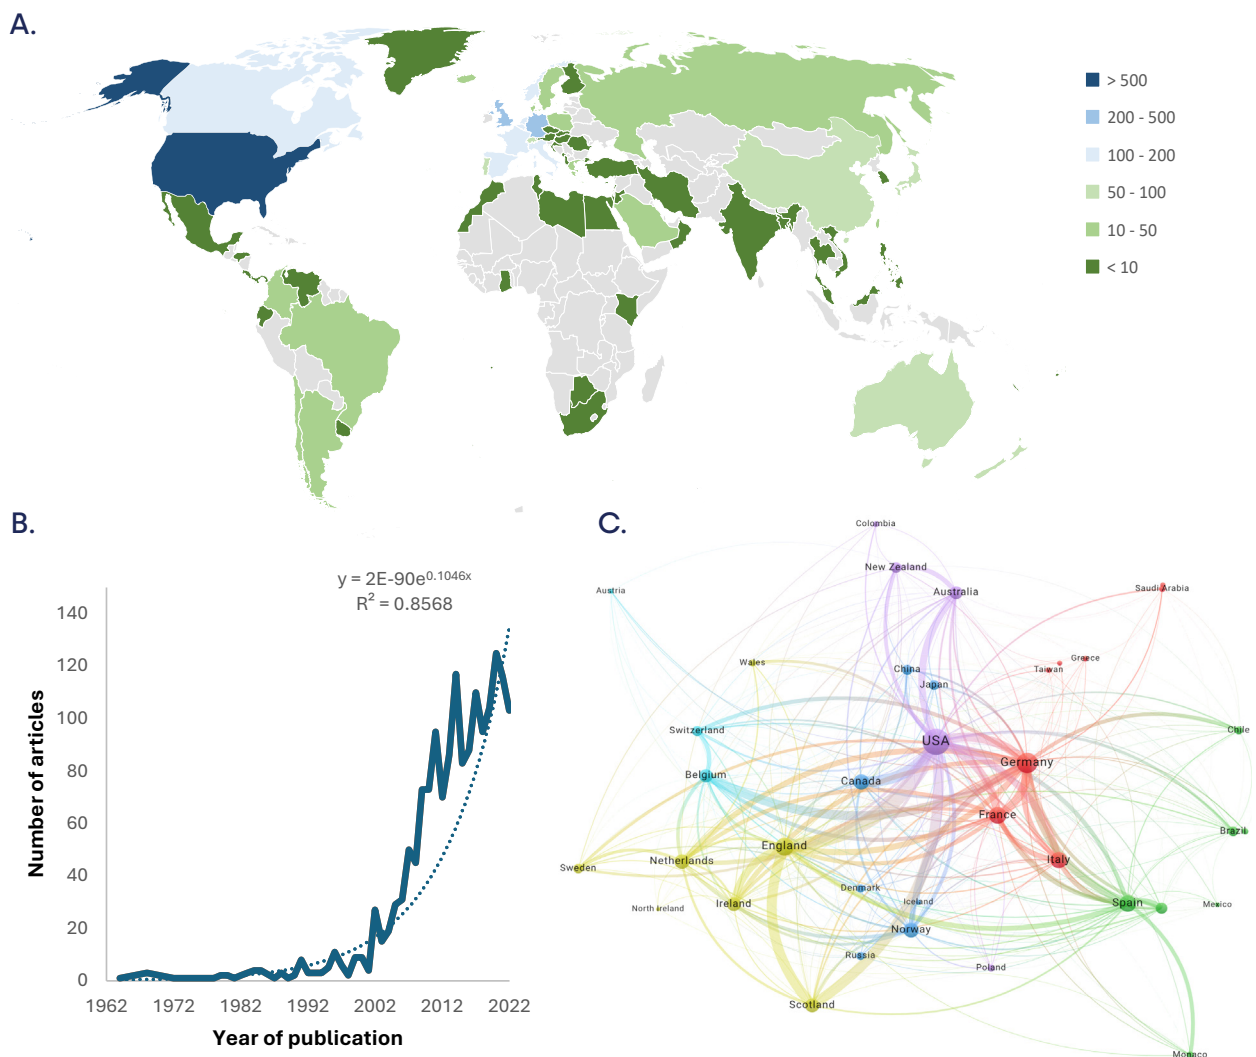 A.
> 500
200 - 500
100 - 200
50 - 100
10 - 50
< 10
B.
y = 2E-90e^0.1046x
R² = 0.8568
Number of articles
140
120
100
80
60
40
20
0
1962 1972 1982 1992 2002 2012 2022
Year of publication
C.
Colombia
New Zealand
Australia
Austria
Saudi Arabia
Wales
China
Japan
Taiwan
Greece
Switzerland
USA
Chile
Belgium
Canada
Germany
France
Brazil
England
Netherlands
Italy
Sweden
Denmark
North Ireland
Ireland
Iceland
Spain
Mexico
Norway
Russia
Poland
Scotland
Monaco